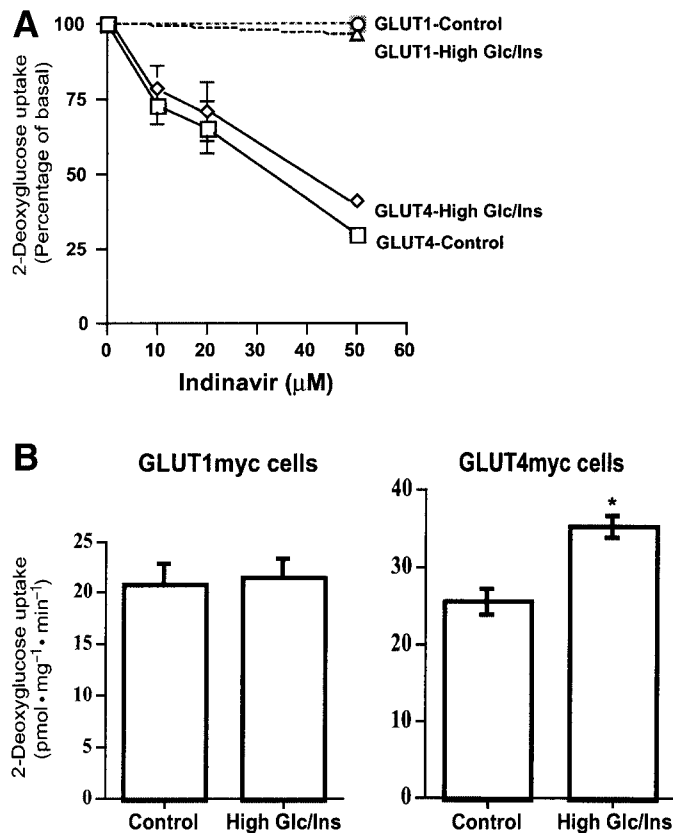 A
2-Deoxyglucose uptake
(Percentage of basal)
100
75
50
25
0
0 10 20 30 40 50 60
Indinavir (μM)
GLUT1-Control
GLUT1-High Glc/Ins
GLUT4-High Glc/Ins
GLUT4-Control
B
GLUT1myc cells
2-Deoxyglucose uptake
(pmol•mg⁻¹•min⁻¹)
25
20
15
10
5
0
Control High Glc/Ins
GLUT4myc cells
40
30
20
10
0
*
Control High Glc/Ins